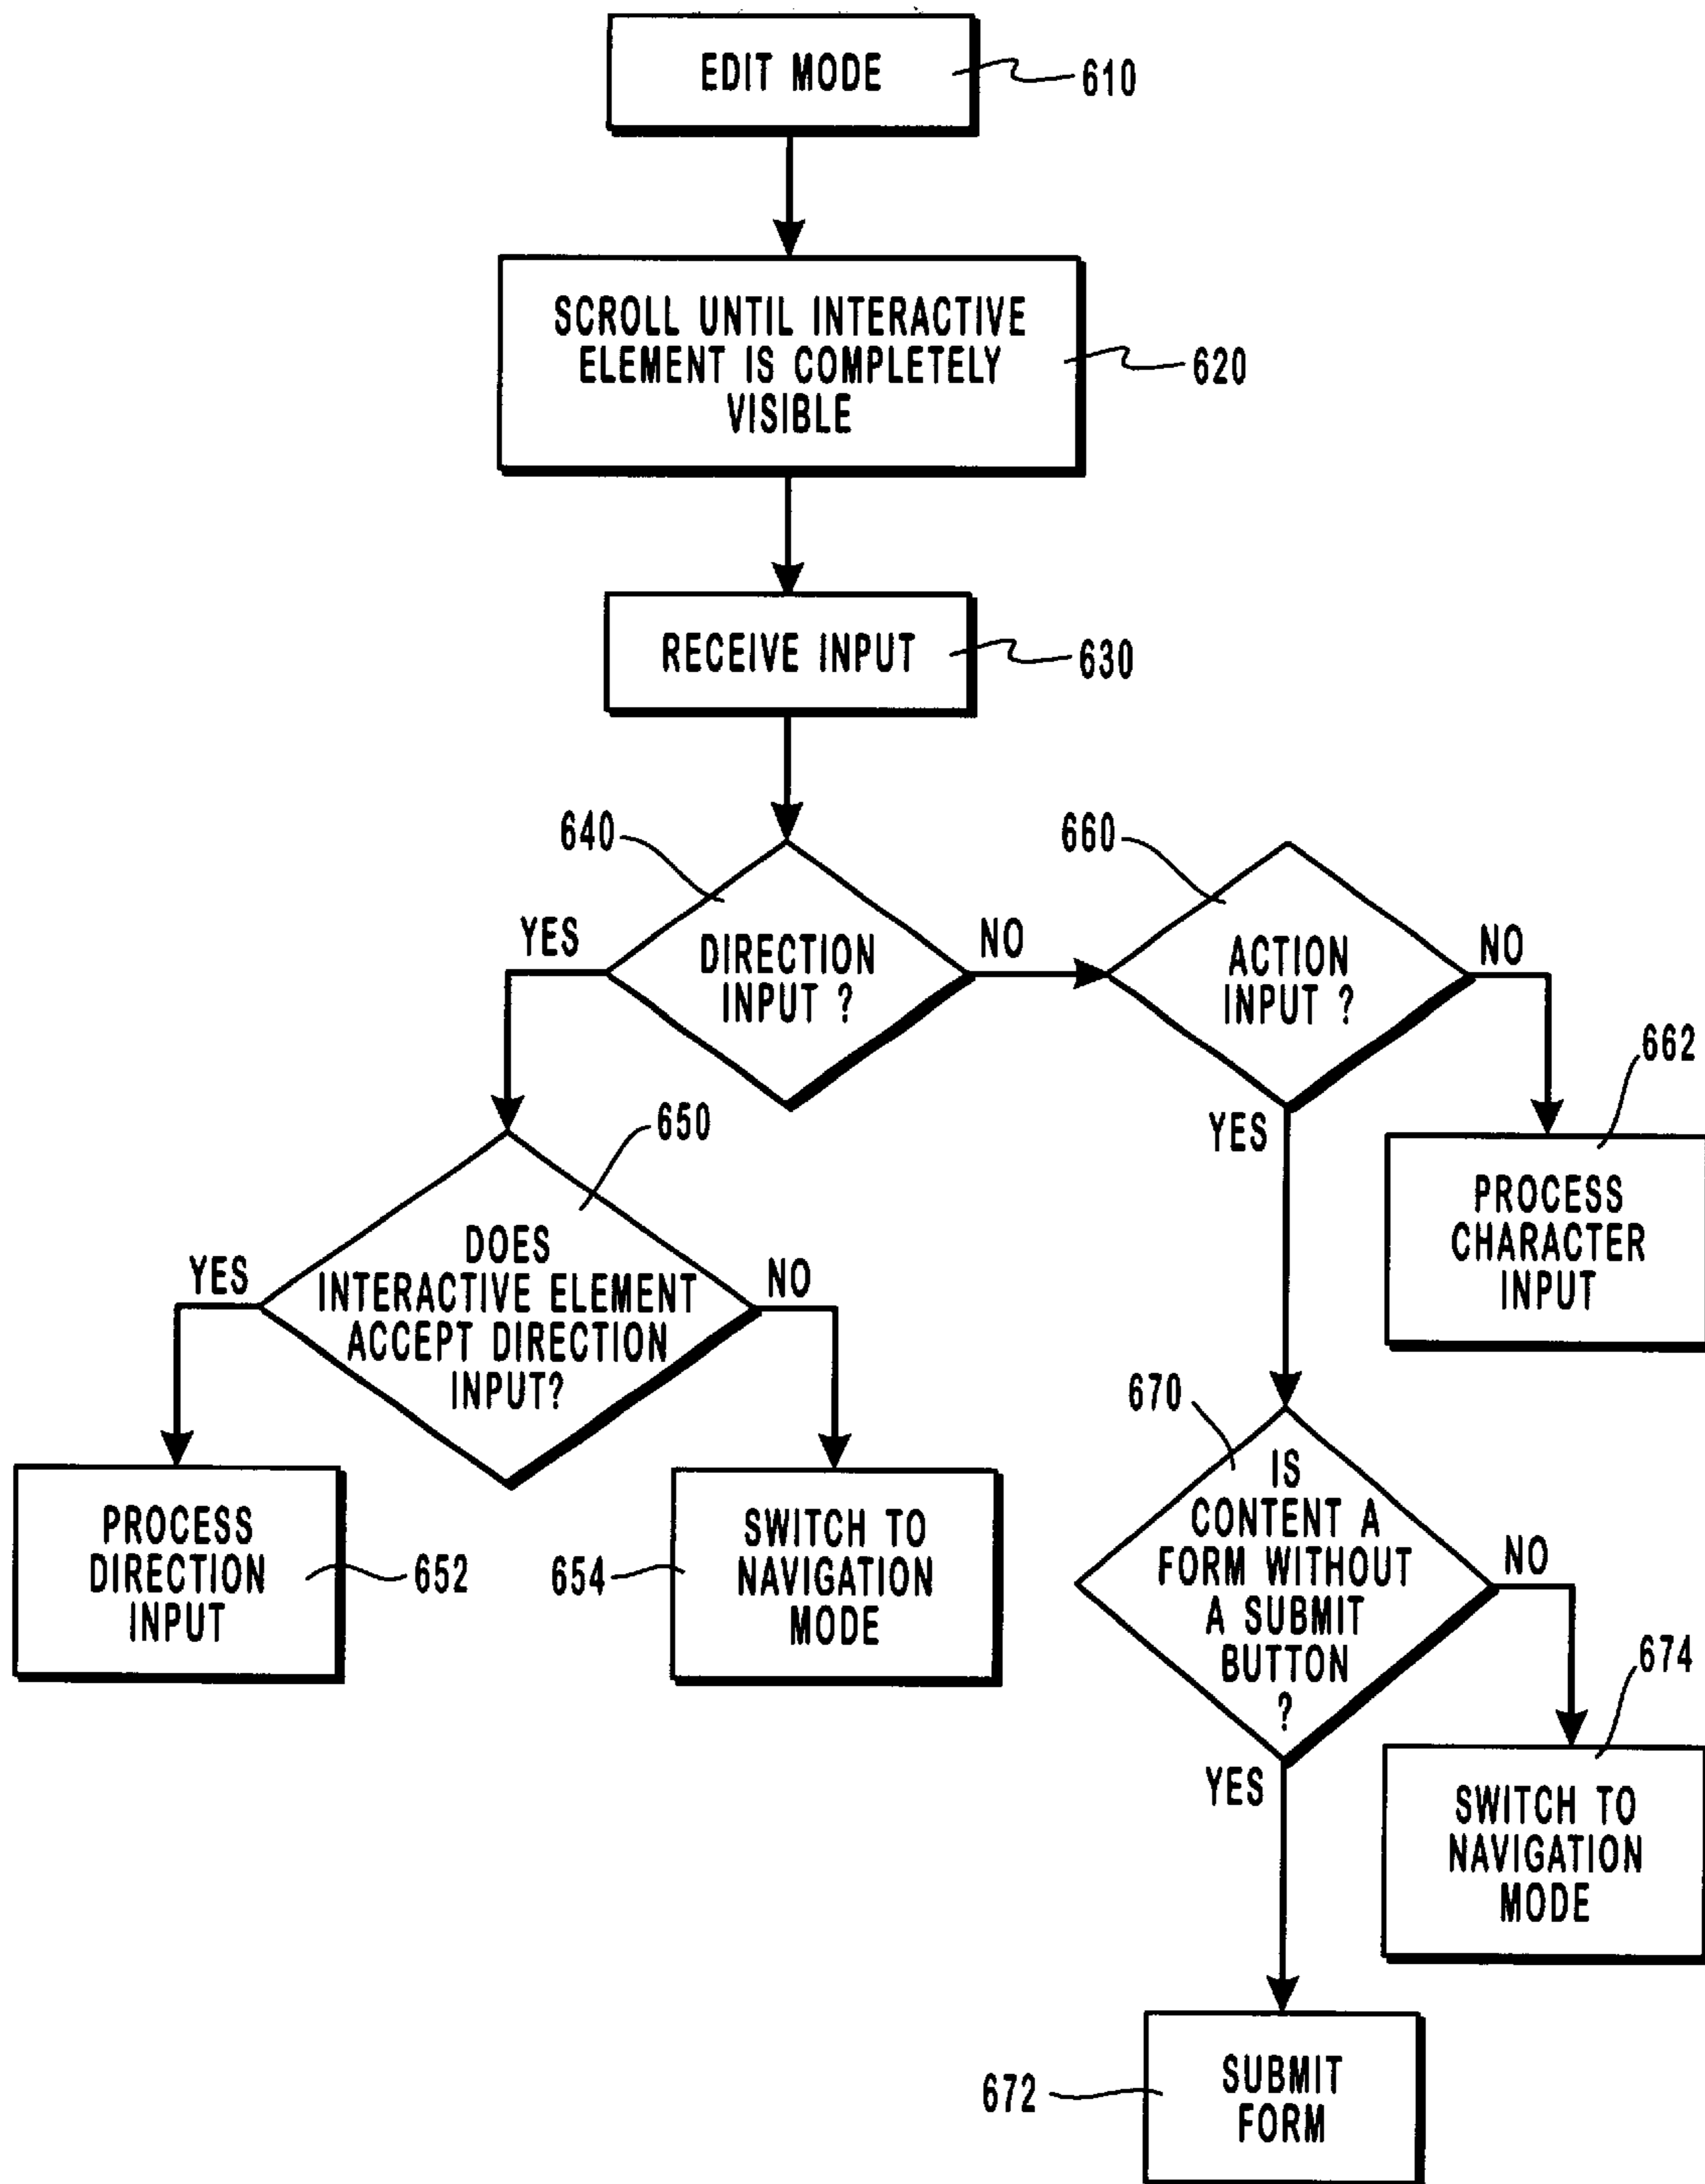 EDIT MODE
610
SCROLL UNTIL INTERACTIVE
ELEMENT IS COMPLETELY
VISIBLE
620
RECEIVE INPUT
630
640
660
YES
DIRECTION
INPUT ?
NO
ACTION
INPUT ?
NO
662
YES
PROCESS
CHARACTER
INPUT
650
YES
DOES
INTERACTIVE ELEMENT
ACCEPT DIRECTION
INPUT?
NO
PROCESS
DIRECTION
INPUT
652
654
SWITCH TO
NAVIGATION
MODE
670
IS
CONTENT A
FORM WITHOUT
A SUBMIT
BUTTON
?
NO
674
YES
SWITCH TO
NAVIGATION
MODE
672
SUBMIT
FORM